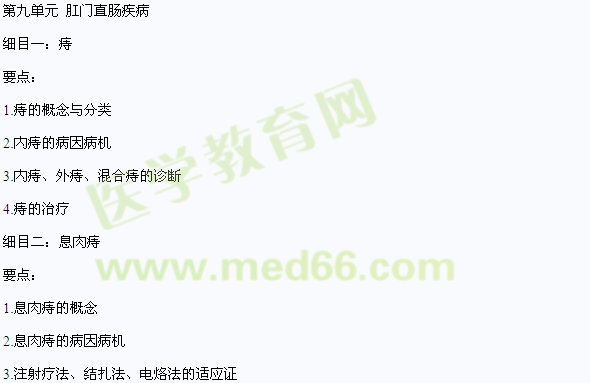 第九单元 肛门直肠疾病
细目一：痔
要点：
1.痔的概念与分类
2.内痔的病因病机
3.内痔、外痔、混合痔的诊断
4.痔的治疗
细目二：息肉痔
要点：
1.息肉痔的概念
2.息肉痔的病因病机
3.注射疗法、结扎法、电烙法的适应证
医学教育网
www.med66.com